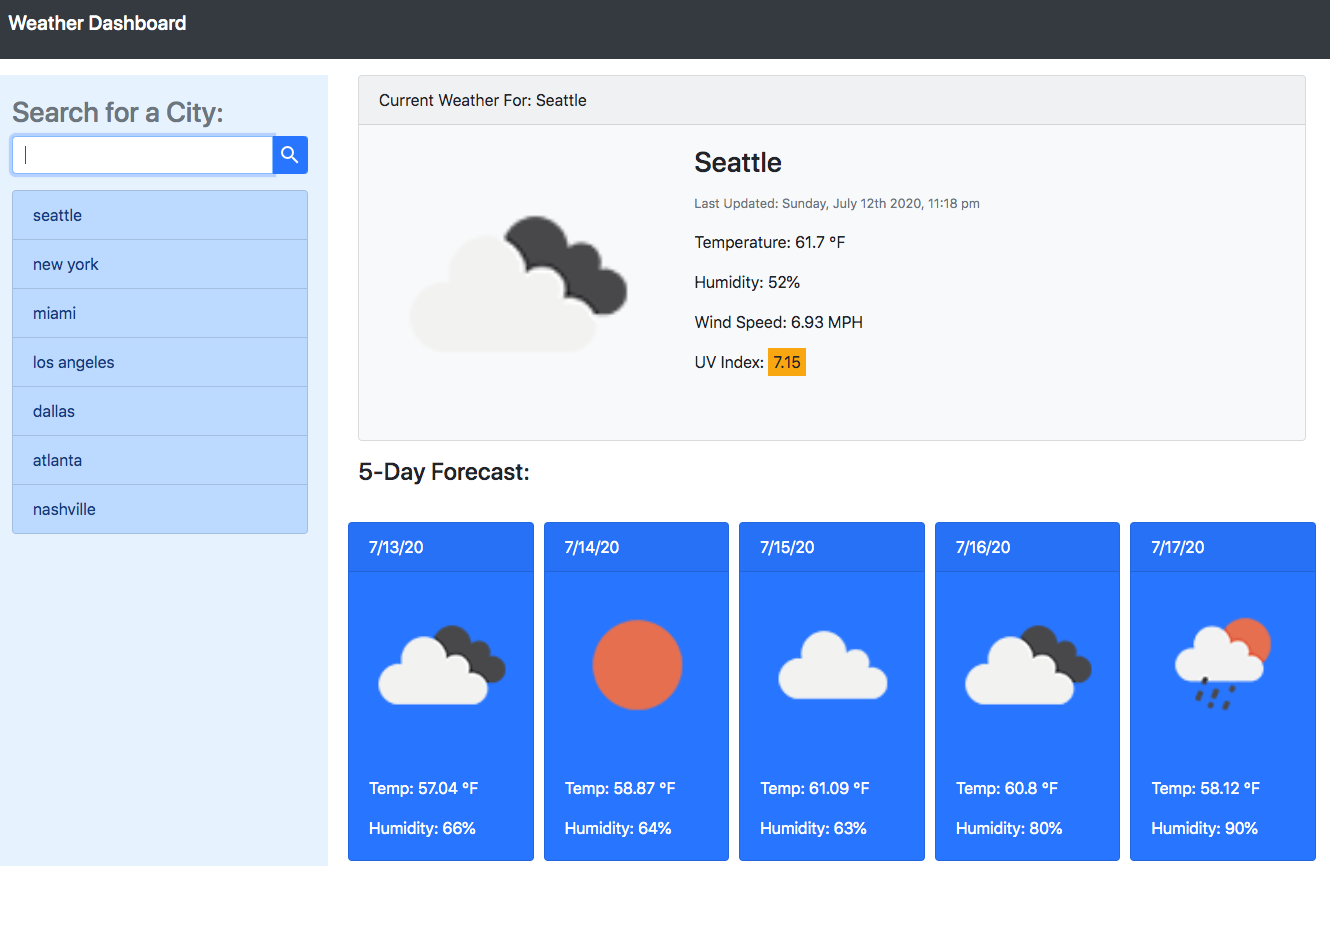 Weather Dashboard
Search for a City:
seattle
new york
miami
los angeles
dallas
atlanta
nashville
Current Weather For: Seattle
Seattle
Last Updated: Sunday, July 12th 2020, 11:18 pm
Temperature: 61.7 °F
Humidity: 52%
Wind Speed: 6.93 MPH
UV Index: 7.15
5-Day Forecast:
7/13/20
Temp: 57.04 °F
Humidity: 66%
7/14/20
Temp: 58.87 °F
Humidity: 64%
7/15/20
Temp: 61.09 °F
Humidity: 63%
7/16/20
Temp: 60.8 °F
Humidity: 80%
7/17/20
Temp: 58.12 °F
Humidity: 90%